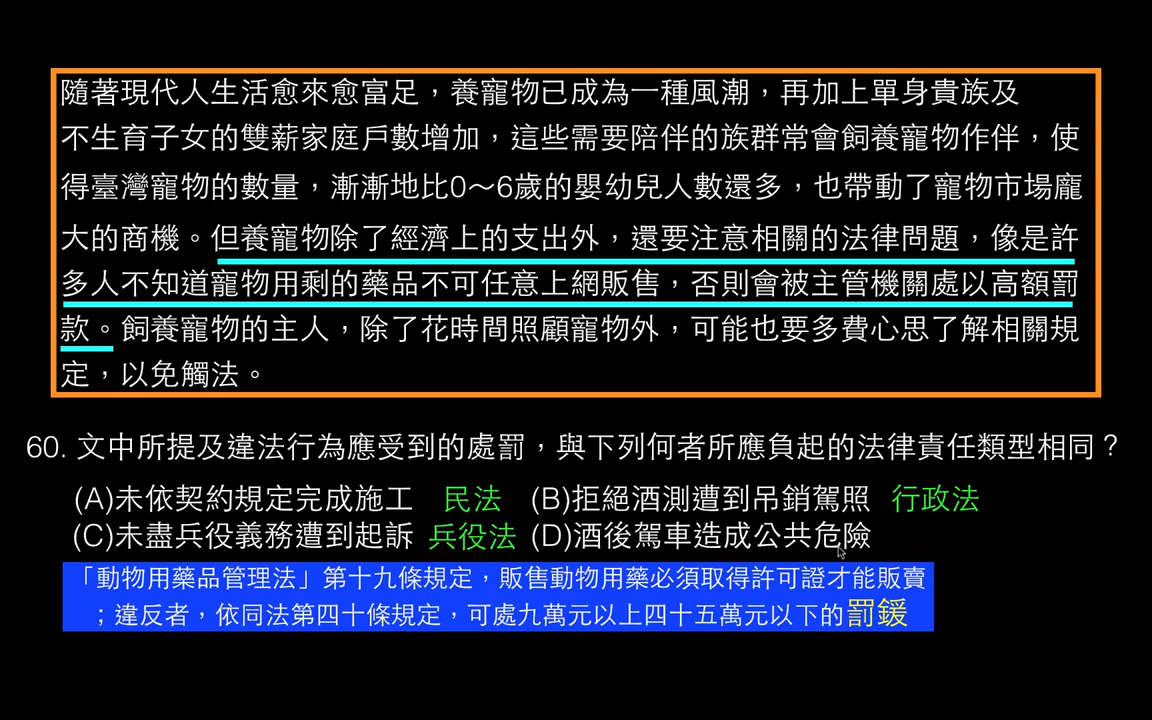 隨著現代人生活愈來愈富足，養寵物已成為一種風潮，再加上單身貴族及
不生育子女的雙薪家庭戶數增加，這些需要陪伴的族群常會飼養寵物作伴，使
得臺灣寵物的數量，漸漸地比0～6歲的嬰幼兒人數還多，也帶動了寵物市場龐
大的商機。但養寵物除了經濟上的支出外，還要注意相關的法律問題，像是許
多人不知道寵物用剩的藥品不可任意上網販售，否則會被主管機關處以高額罰
款。飼養寵物的主人，除了花時間照顧寵物外，可能也要多費心思了解相關規
定，以免觸法。
60. 文中所提及違法行為應受到的處罰，與下列何者所應負起的法律責任類型相同？
(A)未依契約規定完成施工 民法 (B)拒絕酒測遭到吊銷駕照 行政法
(C)未盡兵役義務遭到起訴 兵役法 (D)酒後駕車造成公共危險
「動物用藥品管理法」第十九條規定，販售動物用藥必須取得許可證才能販賣
；違反者，依同法第四十條規定，可處九萬元以上四十五萬元以下的罰鍰